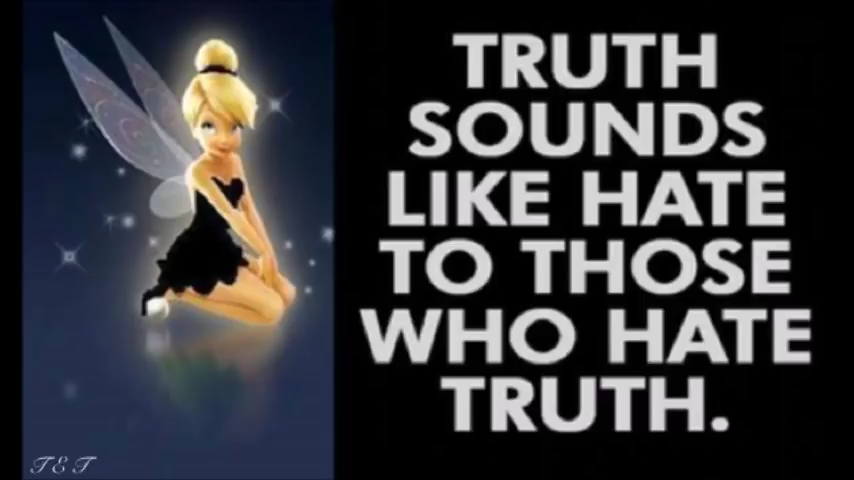 TRUTH
SOUNDS
LIKE HATE
TO THOSE
WHO HATE
TRUTH.
T&T